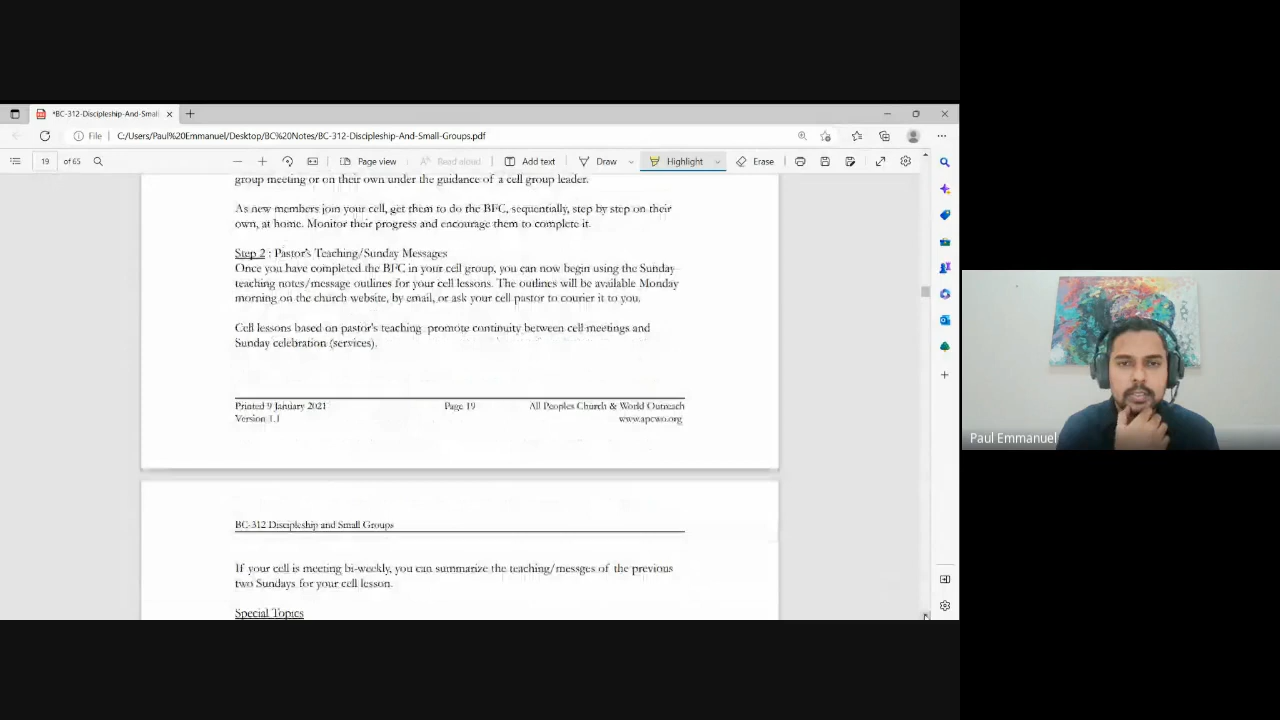 *BC-312-Discipleship-And-Small
File
C:/Users/Paul%20Emmanuel/Desktop/BC%20Notes/BC-312-Discipleship-And-Small-Groups.pdf
19 of 65
Page view
Read aloud
Add text
Draw
Highlight
Erase
group meeting or on their own under the guidance of a cell group leader.
As new members join your cell, get them to do the BFC, sequentially, step by step on their
own, at home. Monitor their progress and encourage them to complete it.
Step 2 : Pastor's Teaching/Sunday Messages
Once you have completed the BFC in your cell group, you can now begin using the Sunday
teaching notes/message outlines for your cell lessons. The outlines will be available Monday
morning on the church website, by email, or ask your cell pastor to courier it to you.
Cell lessons based on pastor's teaching promote continuity between cell meetings and
Sunday celebration (services).
Printed 9 January 2021 Page 19 All Peoples Church & World Outreach
Version 1.1 www.apcwo.org
BC-312 Discipleship and Small Groups
If your cell is meeting bi-weekly, you can summarize the teaching/messges of the previous
two Sundays for your cell lesson.
Special Topics
Paul Emmanuel